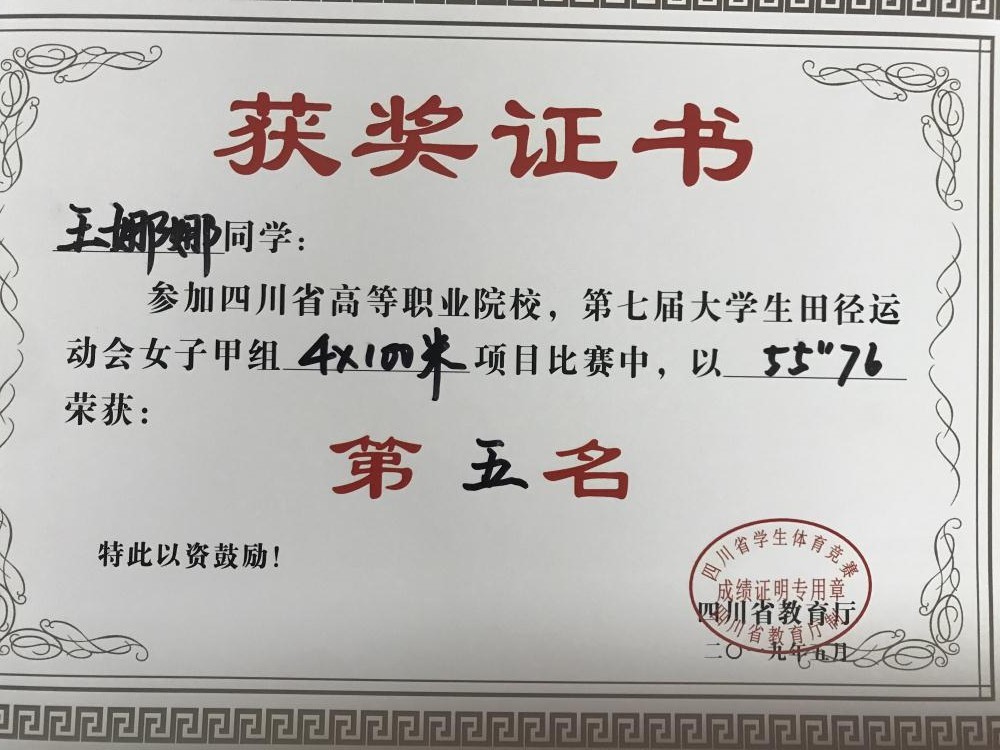 获奖证书
王娜娜同学：
参加四川省高等职业院校，第七届大学生田径运
动会女子甲组 4×100米 项目比赛中，以 55"76
荣获：
第五名
特此以资鼓励！
四川省学生体育竞赛
成绩证明专用章
四川省教育厅
四川省教育厅制
二〇一九年五月